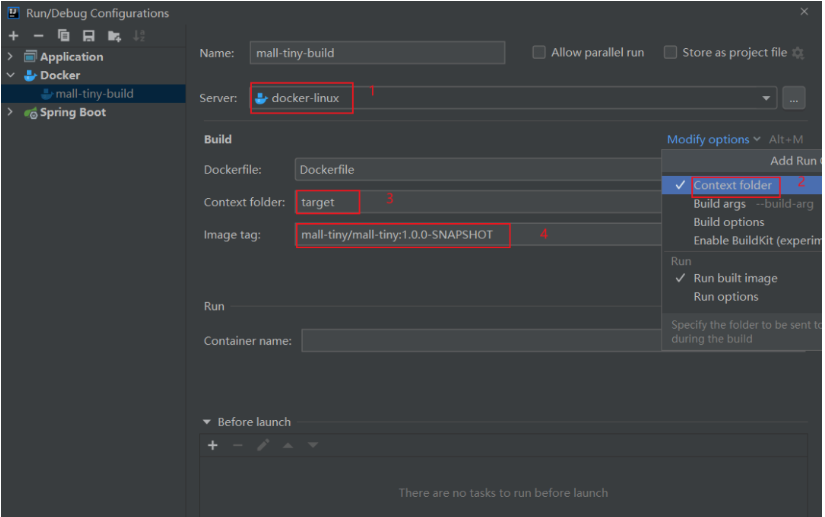 Run/Debug Configurations
Application
Docker
mall-tiny-build
Spring Boot
Name: mall-tiny-build Allow parallel run Store as project file
Server: docker-linux 1 ...
Build Modify options Alt+M
Add Run
Dockerfile: Dockerfile
Context folder 2
Context folder: target 3
Build args --build-arg
Build options
Image tag: mall-tiny/mall-tiny:1.0.0-SNAPSHOT 4
Enable BuildKit (experim
Run
Run built image
Run options
Run
Specify the folder to be sent to
during the build
Container name:
Before launch
There are no tasks to run before launch